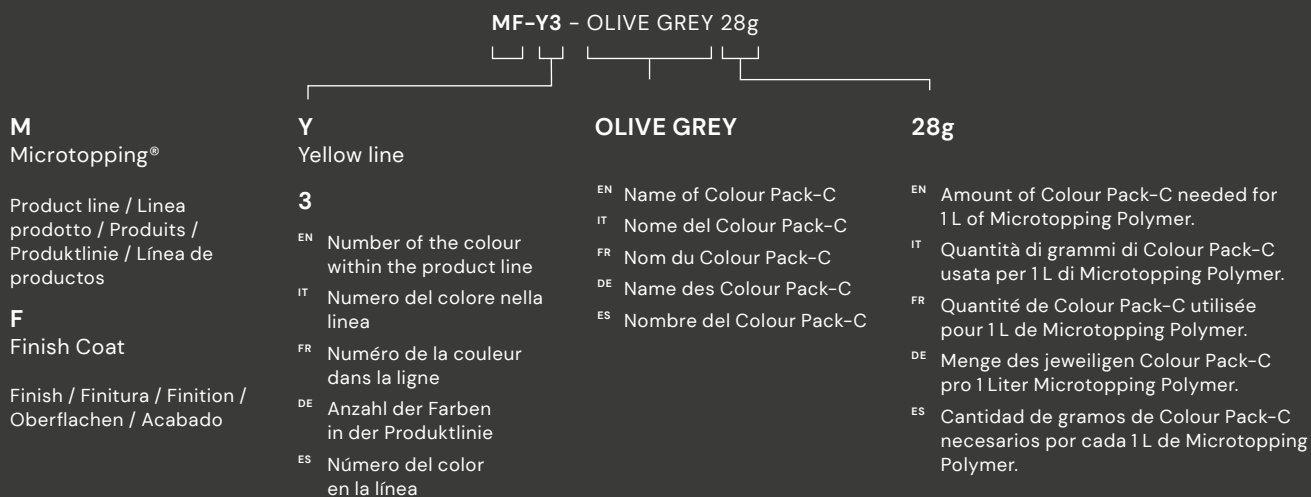 MF-Y3 - OLIVE GREY 28g
M
Microtopping®
Product line / Linea
prodotto / Produits /
Produktlinie / Línea de
productos
F
Finish Coat
Finish / Finitura / Finition /
Oberflachen / Acabado
Y
Yellow line
3
EN Number of the colour
within the product line
IT Numero del colore nella
linea
FR Numéro de la couleur
dans la ligne
DE Anzahl der Farben
in der Produktlinie
ES Número del color
en la línea
OLIVE GREY
EN Name of Colour Pack-C
IT Nome del Colour Pack-C
FR Nom du Colour Pack-C
DE Name des Colour Pack-C
ES Nombre del Colour Pack-C
28g
EN Amount of Colour Pack-C needed for
1 L of Microtopping Polymer.
IT Quantità di grammi di Colour Pack-C
usata per 1 L di Microtopping Polymer.
FR Quantité de Colour Pack-C utilisée
pour 1 L de Microtopping Polymer.
DE Menge des jeweiligen Colour Pack-C
pro 1 Liter Microtopping Polymer.
ES Cantidad de gramos de Colour Pack-C
necesarios por cada 1 L de Microtopping
Polymer.